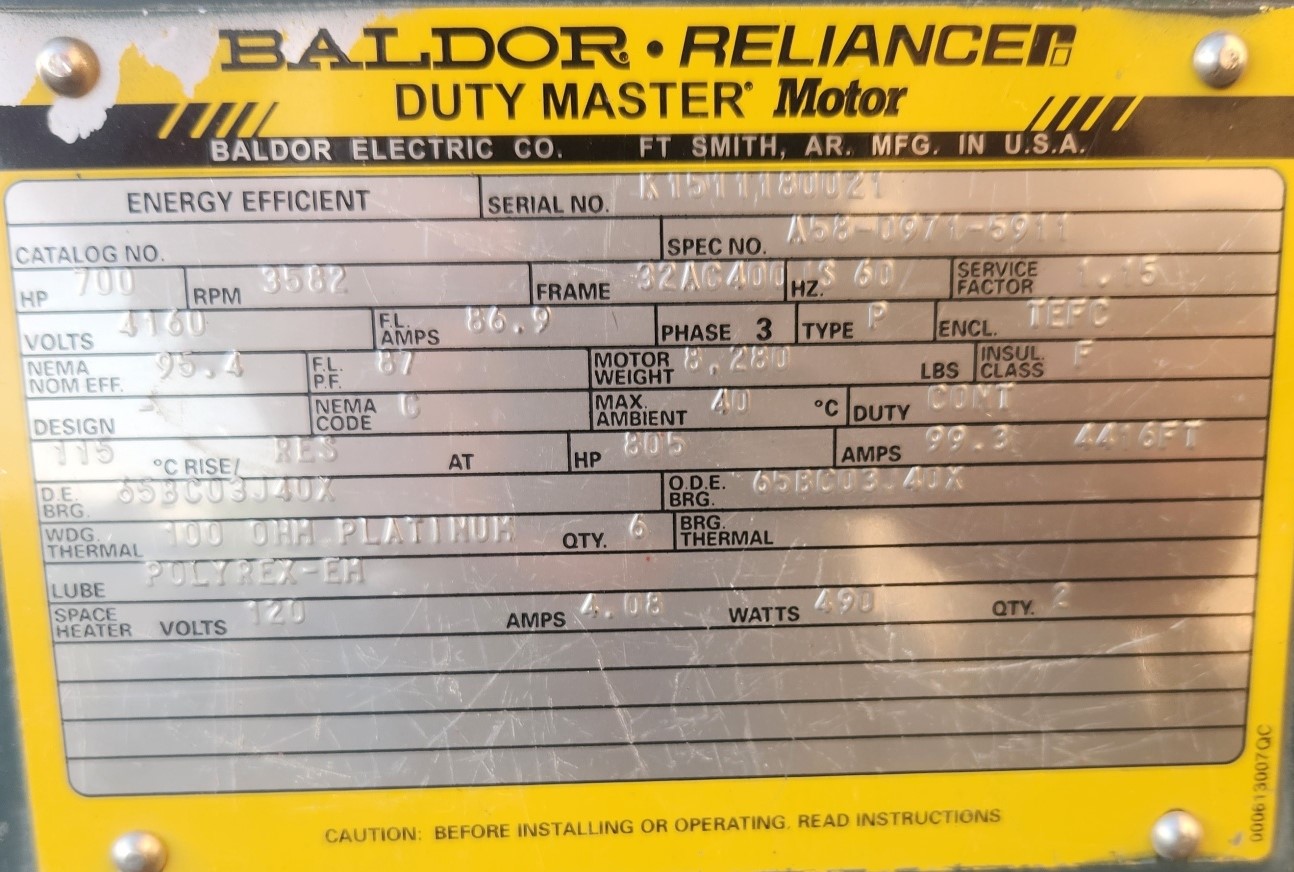 BALDOR • RELIANCE
DUTY MASTER® Motor
BALDOR ELECTRIC CO. FT SMITH, AR. MFG. IN U.S.A.
ENERGY EFFICIENT SERIAL NO. K1511180021
CATALOG NO. SPEC NO. A58-0971-5911
HP 700 RPM 3582 FRAME 32AC400 S HZ. 60 SERVICE FACTOR 1.15
VOLTS 4160 F.L. AMPS 86.9 PHASE 3 TYPE P ENCL. TEFC
NEMA NOM EFF. 95.4 F.L. P.F. 87 MOTOR WEIGHT 8,280 LBS INSUL. CLASS F
DESIGN - NEMA CODE C MAX. AMBIENT 40 °C DUTY CONT
115 °C RISE/ RES AT HP 805 AMPS 99.3 4416FT
D.E. BRG. 65BC03J40X O.D.E. BRG. 65BC03J40X
WDG. THERMAL 100 OHM PLATINUM QTY. 6 BRG. THERMAL
LUBE POLYREX-EM
SPACE HEATER VOLTS 120 AMPS 4.08 WATTS 490 QTY. 2
CAUTION: BEFORE INSTALLING OR OPERATING, READ INSTRUCTIONS
000613007QC